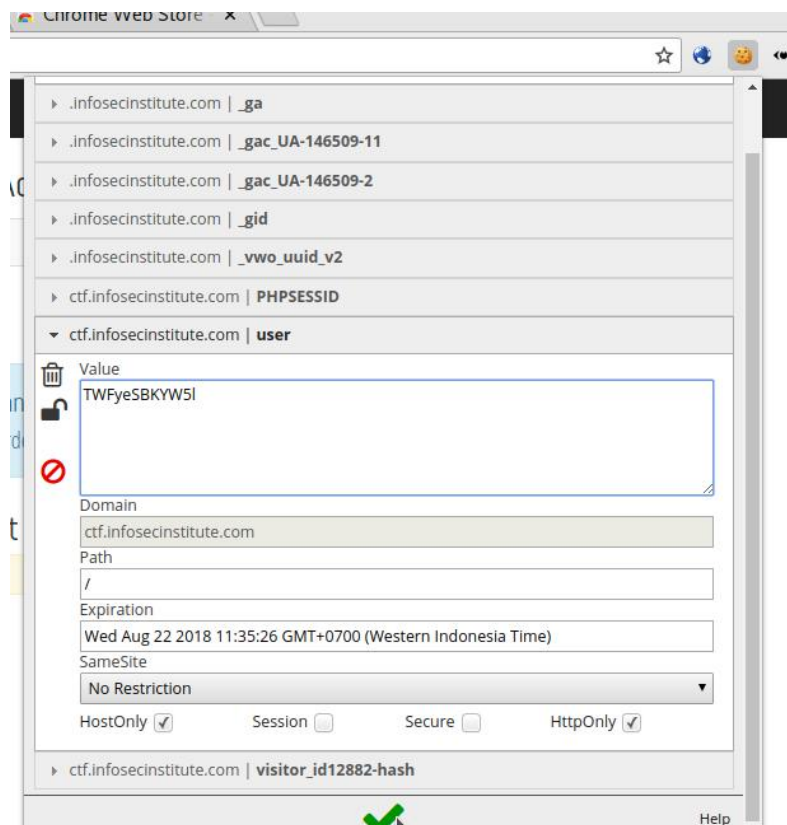 Chrome Web Store
.infosecinstitute.com | _ga
.infosecinstitute.com | _gac_UA-146509-11
.infosecinstitute.com | _gac_UA-146509-2
.infosecinstitute.com | _gid
.infosecinstitute.com | _vwo_uuid_v2
ctf.infosecinstitute.com | PHPSESSID
ctf.infosecinstitute.com | user
Value
TWFyeSBKYW5l
Domain
ctf.infosecinstitute.com
Path
/
Expiration
Wed Aug 22 2018 11:35:26 GMT+0700 (Western Indonesia Time)
SameSite
No Restriction
HostOnly Session Secure HttpOnly
ctf.infosecinstitute.com | visitor_id12882-hash
Help